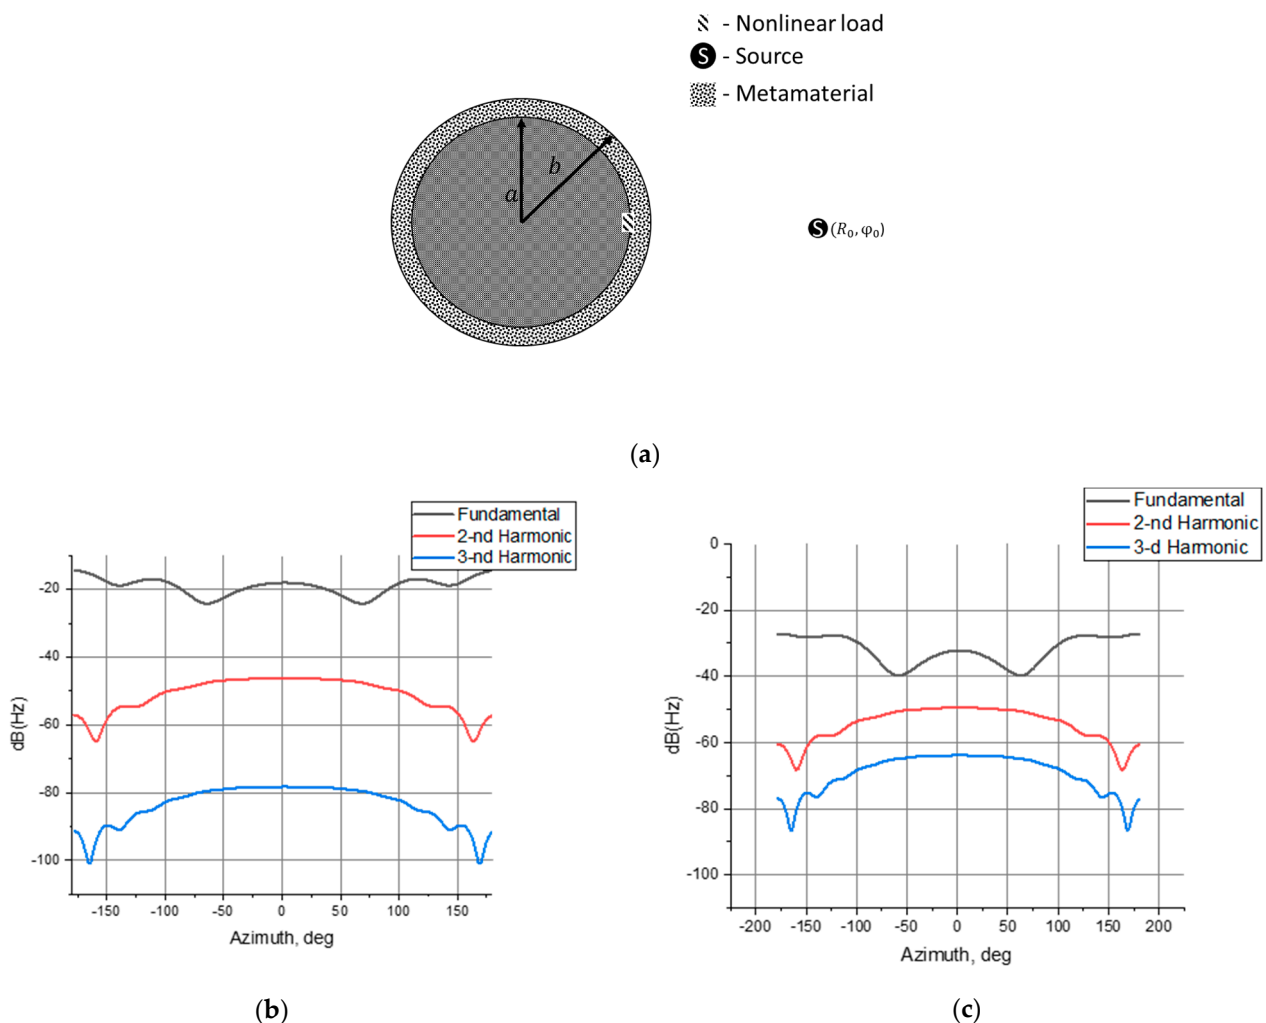 - Nonlinear load
S - Source
- Metamaterial
b
a
S (R₀, φ₀)
(a)
Fundamental
2-nd Harmonic
3-nd Harmonic
-20
-40
-60
-80
-100
dB(Hz)
-150 -100 -50 0 50 100 150
Azimuth, deg
(b)
Fundamental
2-nd Harmonic
3-d Harmonic
0
-20
-40
-60
-80
-100
dB(Hz)
-200 -150 -100 -50 0 50 100 150 200
Azimuth, deg
(c)